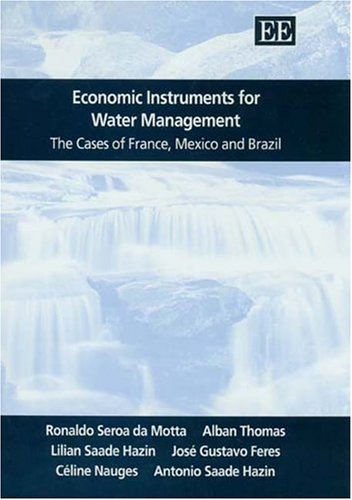 EE
Economic Instruments for
Water Management
The Cases of France, Mexico and Brazil
Ronaldo Seroa da Motta Alban Thomas
Lilian Saade Hazin José Gustavo Feres
Céline Nauges Antonio Saade Hazin